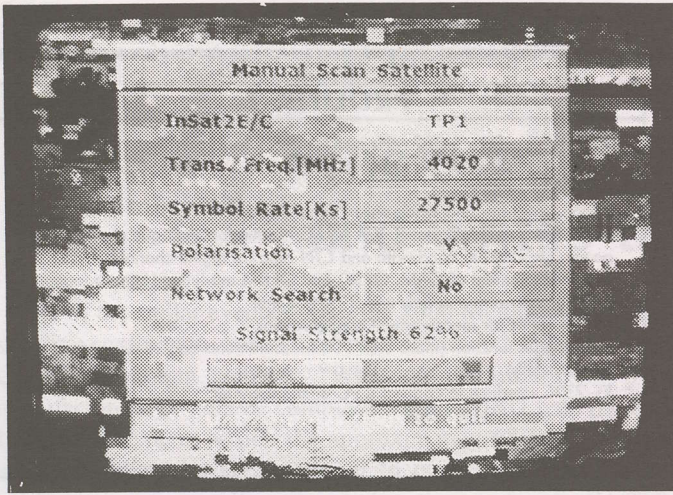 Manual Scan Satellite
InSat2E/C TP1
Trans. Freq.[MHz] 4020
Symbol Rate[Ks] 27500
Polarisation V
Network Search No
Signal Strength 62%
to quit